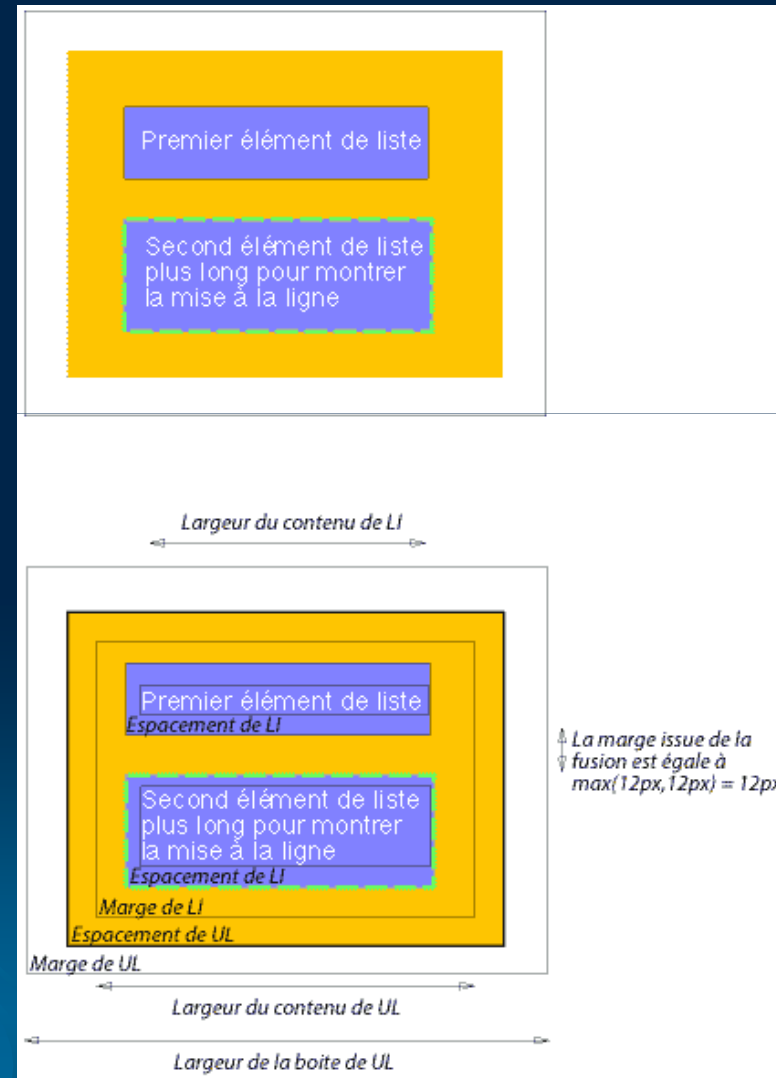 Premier élément de liste
Second élément de liste
plus long pour montrer
la mise à la ligne
Largeur du contenu de LI
Premier élément de liste
Espacement de LI
La marge issue de la
fusion est égale à
max(12px,12px) = 12px
Second élément de liste
plus long pour montrer
la mise à la ligne
Espacement de LI
Marge de LI
Espacement de UL
Marge de UL
Largeur du contenu de UL
Largeur de la boite de UL